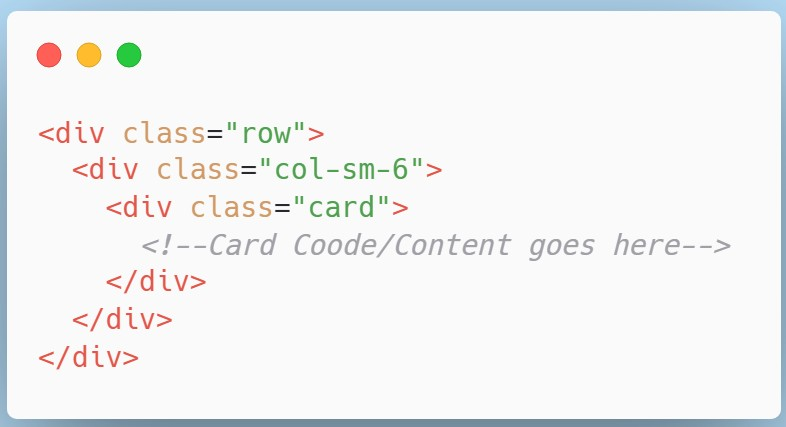 <div class="row">
  <div class="col-sm-6">
    <div class="card">
      <!--Card Coode/Content goes here-->
    </div>
  </div>
</div>